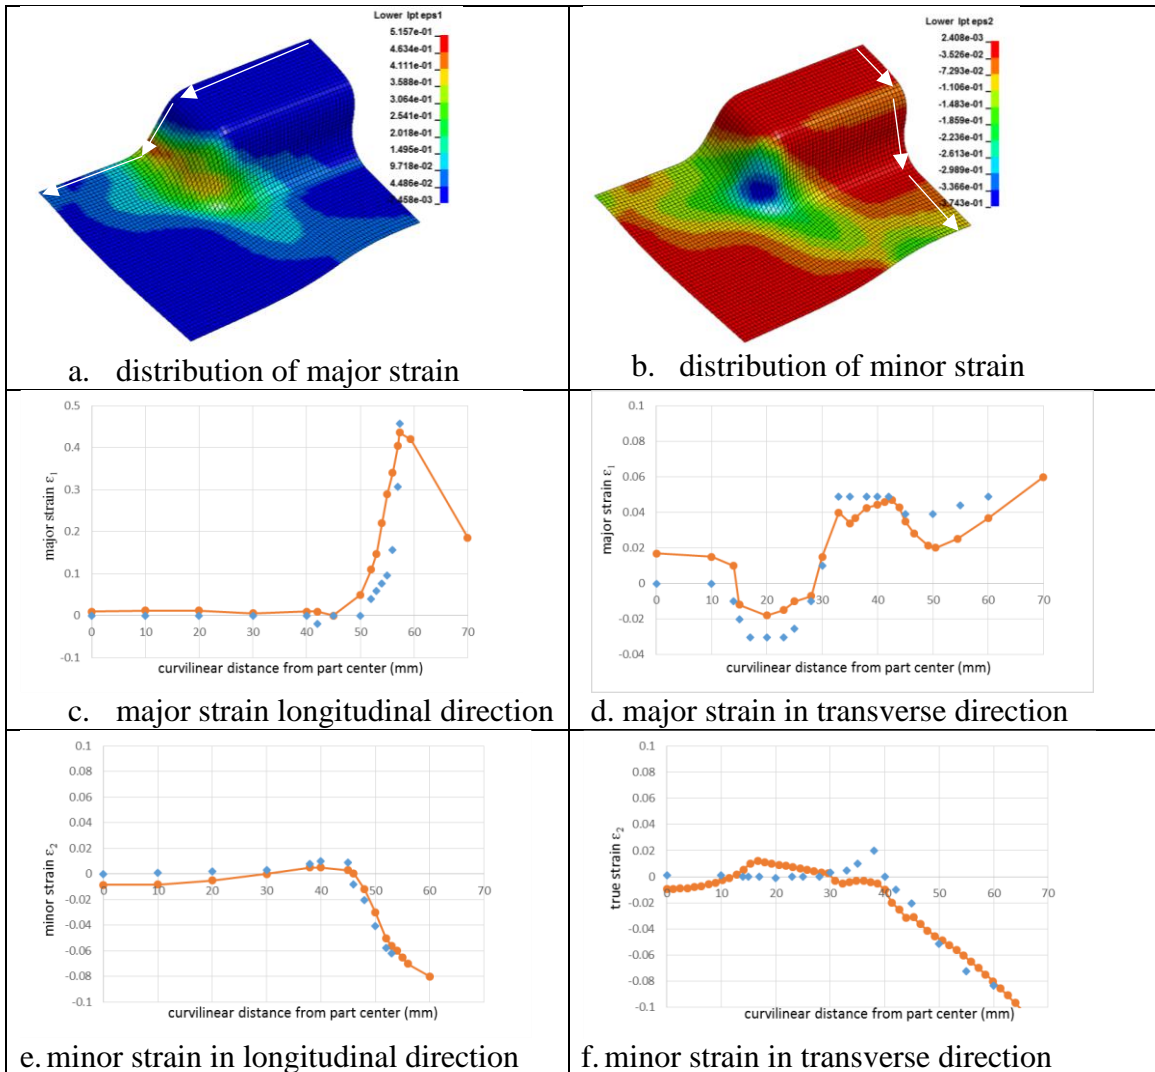 Lower Ipt eps1
5.157e-01
4.634e-01
4.111e-01
3.588e-01
3.064e-01
2.541e-01
2.018e-01
1.495e-01
9.718e-02
4.485e-02
458e-03
a. distribution of major strain
Lower Ipt eps2
2.408e-03
-3.526e-02
-7.293e-02
-1.106e-01
-1.483e-01
-1.859e-01
-2.236e-01
-2.613e-01
-2.989e-01
-3.366e-01
-3.743e-01
b. distribution of minor strain
0.5
0.4
0.3
0.2
0.1
0
-0.1
0 10 20 30 40 50 60 70
major strain ε1
curvilinear distance from part center (mm)
c. major strain longitudinal direction
0.1
0.08
0.06
0.04
0.02
0
-0.02
-0.04
0 10 20 30 40 50 60 70
major strain ε1
curvilinear distance from part center (mm)
d. major strain in transverse direction
0.1
0.08
0.06
0.04
0.02
0
-0.02
-0.04
-0.06
-0.08
-0.1
0 10 20 30 40 50 60 70
minor strain ε2
curvilinear distance from part center (mm)
e. minor strain in longitudinal direction
0.1
0.08
0.06
0.04
0.02
0
-0.02
-0.04
-0.06
-0.08
-0.1
0 10 20 30 40 50 60 70
true strain ε2
curvilinear distance from part center (mm)
f. minor strain in transverse direction